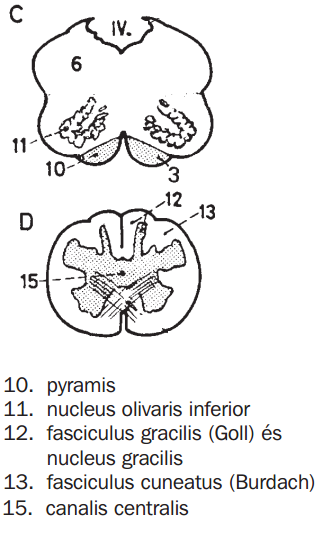 C
IV.
6
11
10
3
12
13
D
15
10. pyramis
11. nucleus olivaris inferior
12. fasciculus gracilis (Goll) és
nucleus gracilis
13. fasciculus cuneatus (Burdach)
15. canalis centralis